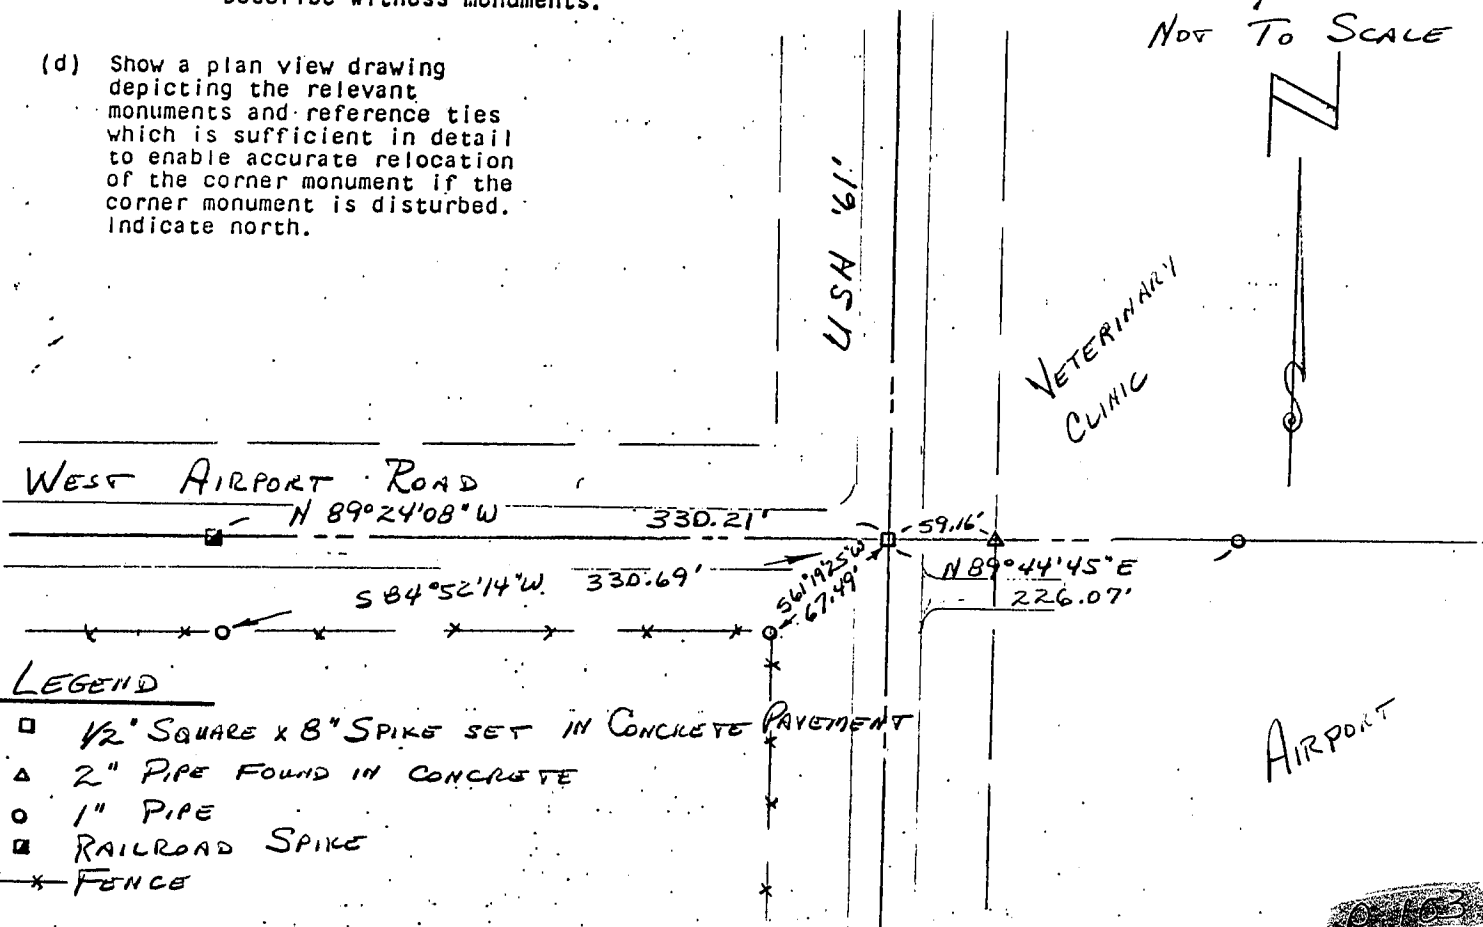 Describe witness monuments.
NOT TO SCALE
(d) Show a plan view drawing
depicting the relevant
monuments and reference ties
which is sufficient in detail
to enable accurate relocation
of the corner monument if the
corner monument is disturbed.
Indicate north.
N
USH
VETERINARY
CLINIC
WEST AIRPORT ROAD
N 89°24'08"W 330.21'
59.16'
S61°19'25"W
67.49'
N 89°44'45"E
226.07'
S 84°52'14"W. 330.69'
LEGEND
1/2" SQUARE x 8" SPIKE SET IN CONCRETE PAVEMENT
2" PIPE FOUND IN CONCRETE
1" PIPE
RAILROAD SPIKE
FENCE
AIRPORT